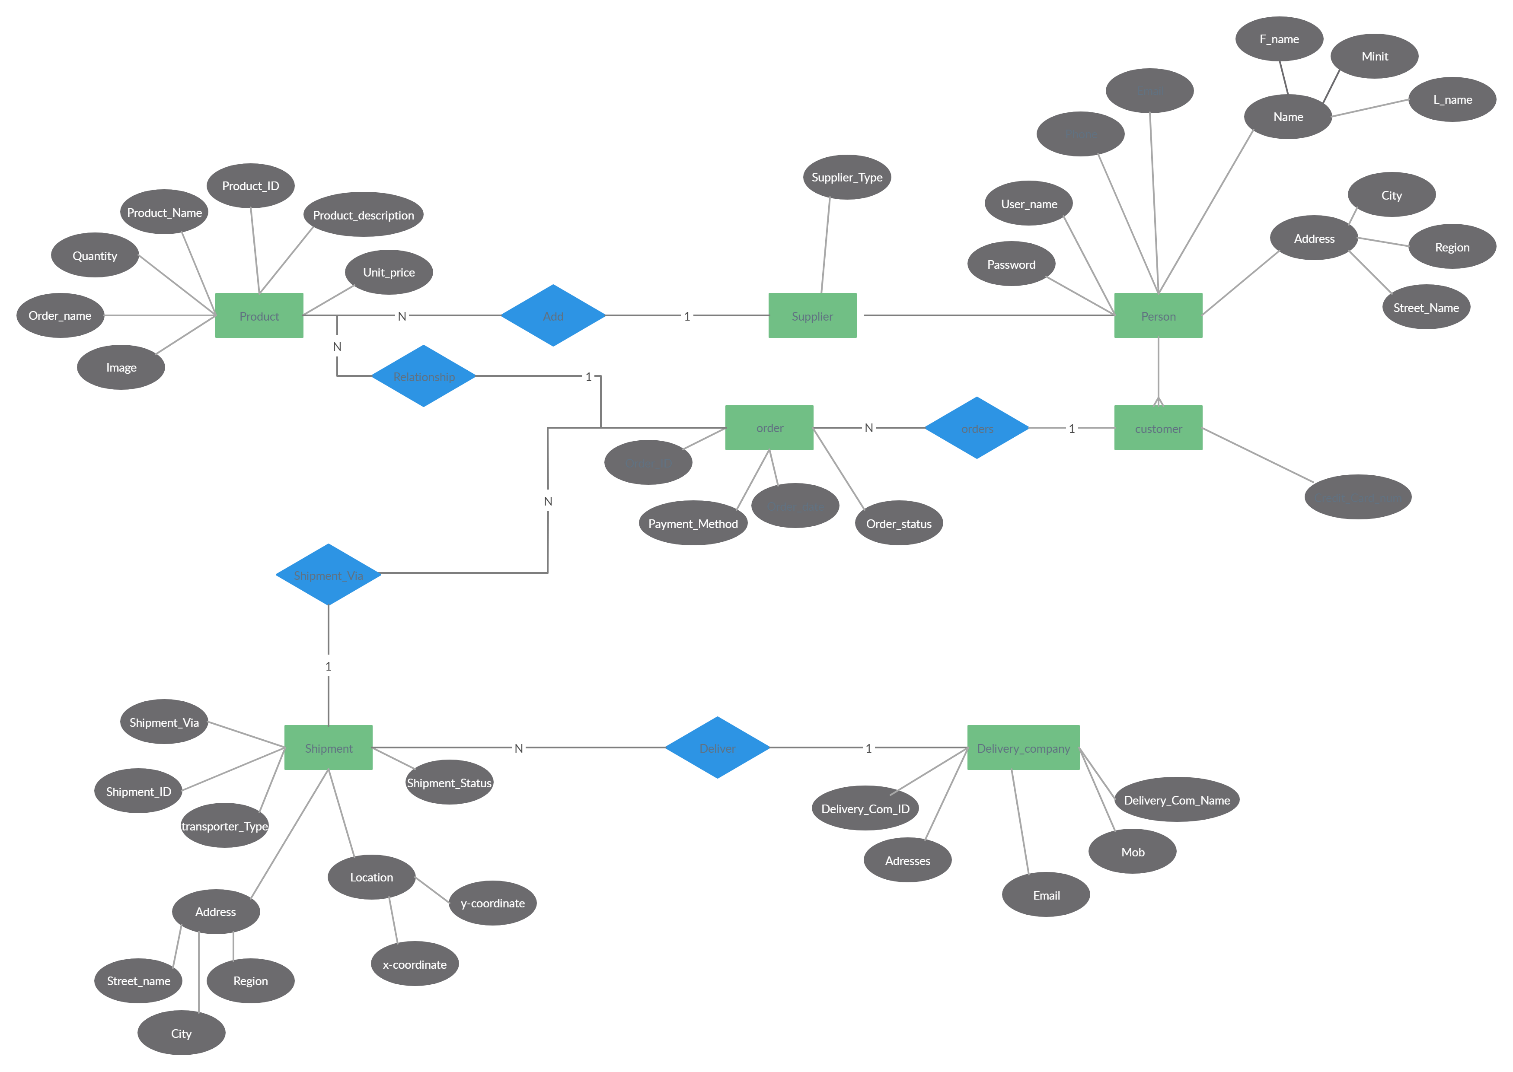 F_name
Minit
L_name
Name
Supplier_Type
Product_ID
Product_Name
Product_description
User_name
City
Address
Region
Quantity
Password
Unit_price
Street_Name
Order_name
Product
N
Add
1
Supplier
Person
N
Image
Relationship
1
order
N
orders
1
customer
N
Payment_Method
Order_status
Shipment_Via
1
Shipment_Via
Shipment
N
Deliver
1
Delivery_company
Shipment_Status
Shipment_ID
Delivery_Com_ID
Delivery_Com_Name
transporter_Type
Mob
Adresses
Location
Email
y-coordinate
Address
x-coordinate
Street_name
Region
City